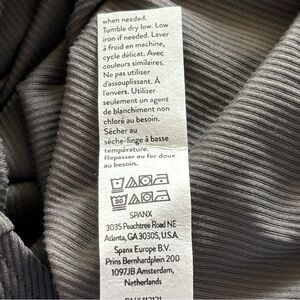 when needed.
Tumble dry low. Low
iron if needed. Laver
à froid en machine,
cycle délicat. Avec
couleurs similaires.
Ne pas utiliser
d'assouplissant. À
l'envers. Utiliser
seulement un agent
de blanchiment non
chloré au besoin.
Sécher au
sèche-linge à basse
température.
Repasser au fer doux
au besoin.
30
SPANX
3035 Peachtree Road NE
Atlanta, GA 30305, U.S.A.
Spanx Europe B.V.
Prins Bernhardplein 200
1097JB Amsterdam,
Netherlands